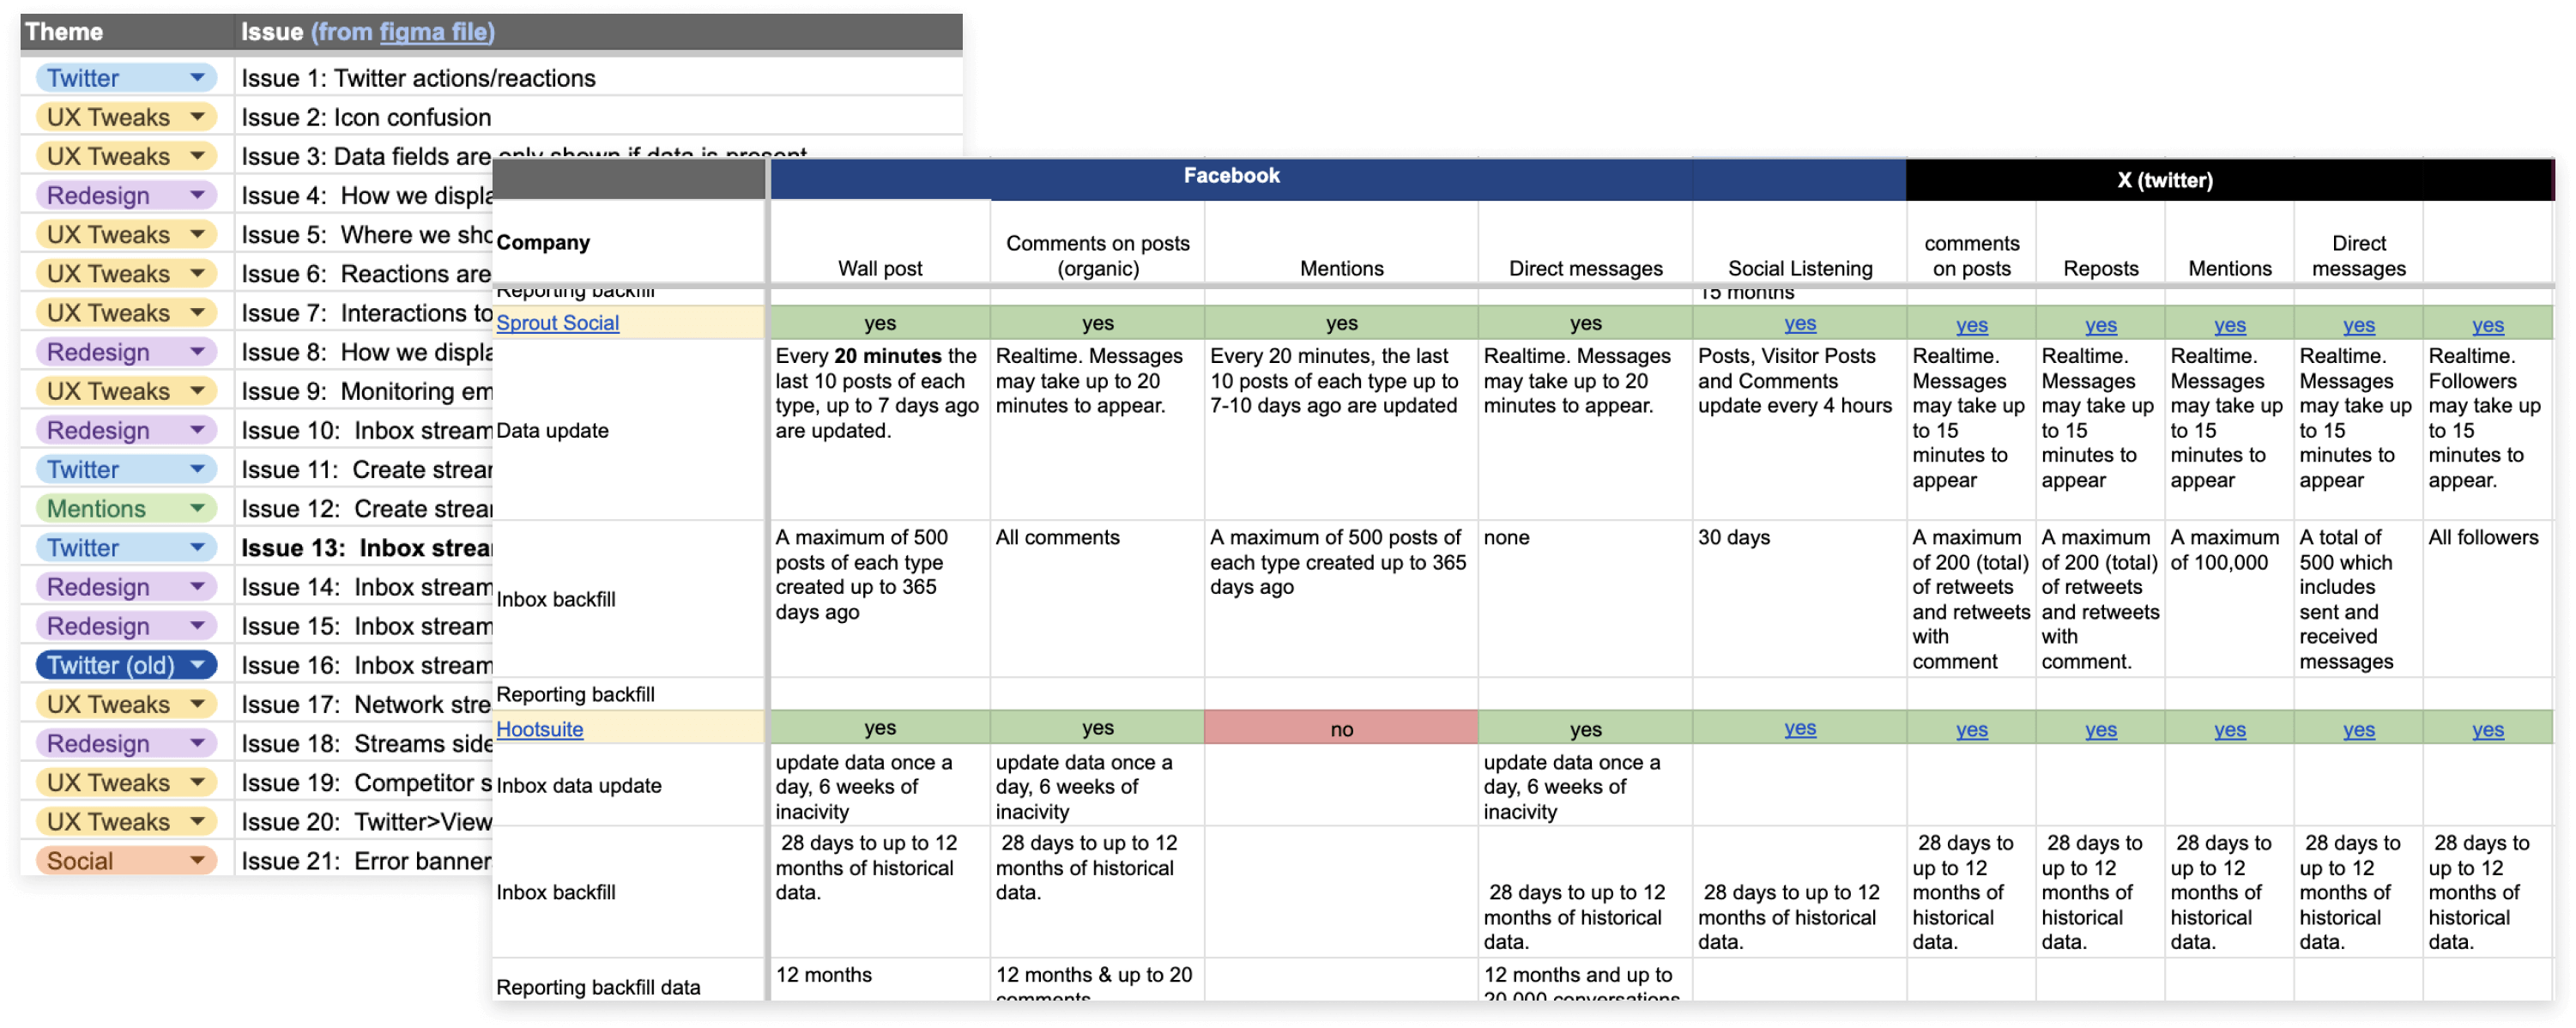 Theme Issue (from figma file)
Twitter Issue 1: Twitter actions/reactions
UX Tweaks Issue 2: Icon confusion
UX Tweaks Issue 3: Data fields are only shown if data is present
Redesign Issue 4: How we displa
UX Tweaks Issue 5: Where we sho
UX Tweaks Issue 6: Reactions are
UX Tweaks Issue 7: Interactions to
Redesign Issue 8: How we displa
UX Tweaks Issue 9: Monitoring em
Redesign Issue 10: Inbox stream
Twitter Issue 11: Create strear
Mentions Issue 12: Create strear
Twitter Issue 13: Inbox strea
Redesign Issue 14: Inbox stream
Redesign Issue 15: Inbox stream
Twitter (old) Issue 16: Inbox stream
UX Tweaks Issue 17: Network stre
Redesign Issue 18: Streams side
UX Tweaks Issue 19: Competitor s
UX Tweaks Issue 20: Twitter>View
Social Issue 21: Error banner
Facebook
X (twitter)
Company
Wall post
Comments on posts
(organic)
Mentions
Direct messages
Social Listening
comments
on posts
Reposts
Mentions
Direct
messages
Reporting backfill
15 months
Sprout Social yes yes yes yes yes yes yes yes yes yes
Data update
Every 20 minutes the
last 10 posts of each
type, up to 7 days ago
are updated.
Realtime. Messages
may take up to 20
minutes to appear.
Every 20 minutes, the last
10 posts of each type up to
7-10 days ago are updated
Realtime. Messages
may take up to 20
minutes to appear.
Posts, Visitor Posts
and Comments
update every 4 hours
Realtime.
Messages
may take up
to 15
minutes to
appear
Realtime.
Messages
may take up
to 15
minutes to
appear
Realtime.
Messages
may take up
to 15
minutes to
appear
Realtime.
Messages
may take up
to 15
minutes to
appear
Realtime.
Followers
may take up
to 15
minutes to
appear.
Inbox backfill
A maximum of 500
posts of each type
created up to 365
days ago
All comments
A maximum of 500 posts of
each type created up to 365
days ago
none
30 days
A maximum
of 200 (total)
of retweets
and retweets
with
comment
A maximum
of 200 (total)
of retweets
and retweets
with
comment.
A maximum
of 100,000
A total of
500 which
includes
sent and
received
messages
All followers
Reporting backfill
Hootsuite yes yes no yes yes yes yes yes yes yes
Inbox data update
update data once a
day, 6 weeks of
inacivity
update data once a
day, 6 weeks of
inacivity
update data once a
day, 6 weeks of
inacivity
Inbox backfill
28 days to up to 12
months of historical
data.
28 days to up to 12
months of historical
data.
28 days to up to 12
months of historical
data.
28 days to up to 12
months of historical
data.
28 days to
up to 12
months of
historical
data.
28 days to
up to 12
months of
historical
data.
28 days to
up to 12
months of
historical
data.
28 days to
up to 12
months of
historical
data.
28 days to
up to 12
months of
historical
data.
Reporting backfill data
12 months
12 months & up to 20
comments
12 months and up to
20,000 conversations